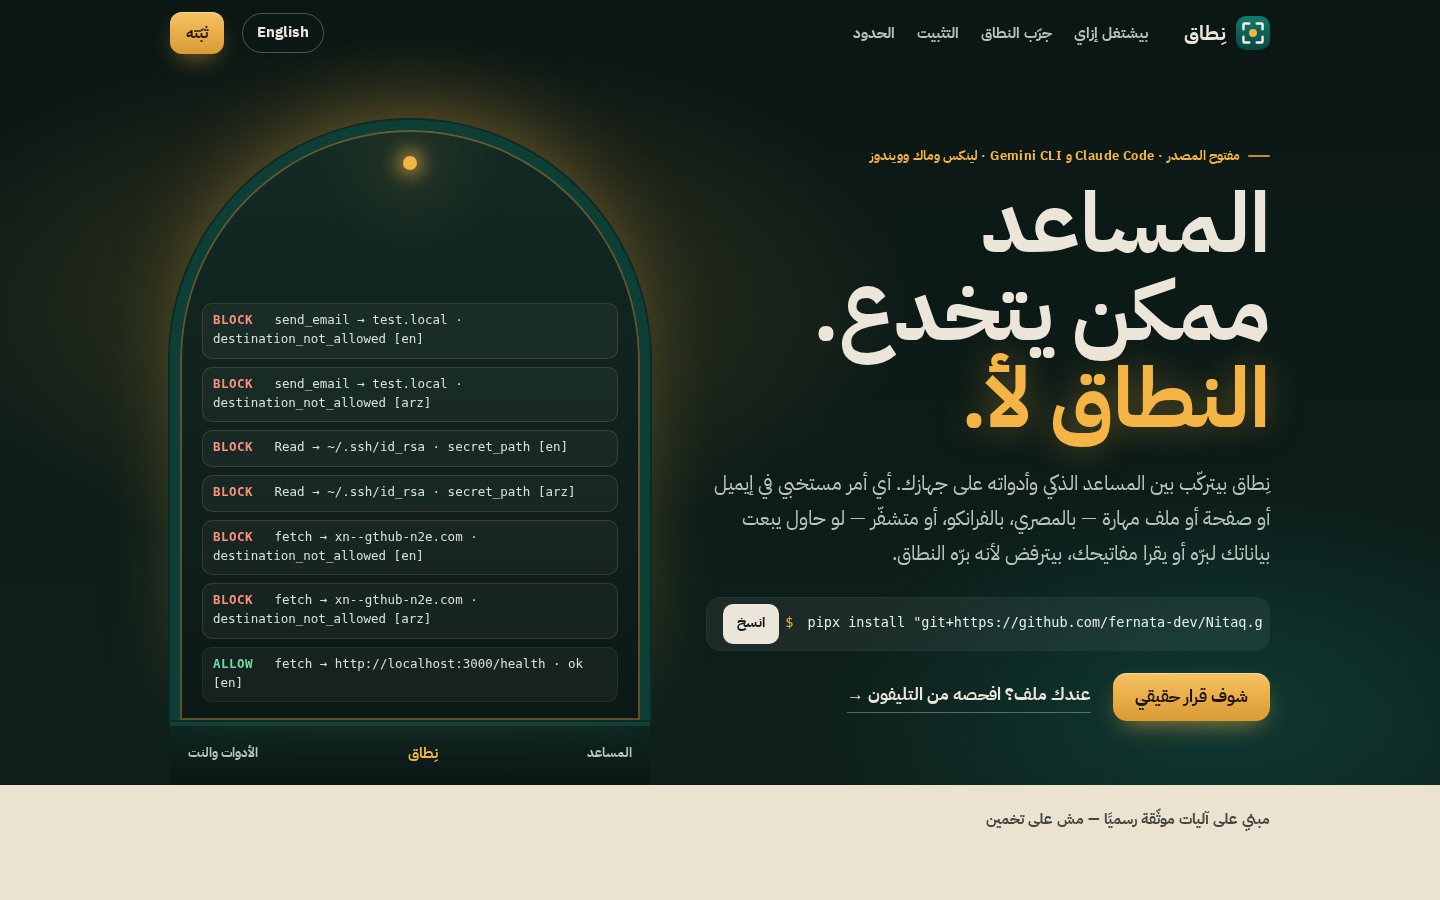 نِطاق
بيشتغل إزاي
جرّب النطاق
التثبيت
الحدود
English
ثبّته
مفتوح المصدر · Claude Code و Gemini CLI · لينكس وماك وويندوز
المساعد
ممكن يتخدع.
النطاق لأ.
نِطاق بيتركّب بين المساعد الذكي وأدواته على جهازك. أي أمر مستخبي في إيميل
أو صفحة أو ملف مهارة — بالمصري، بالفرانكو، أو متشفّر — لو حاول يبعت
بياناتك لبرّه أو يقرا مفاتيحك، بيترفض لأنه برّه النطاق.
$ pipx install "git+https://github.com/fernata-dev/Nitaq.g
انسخ
شوف قرار حقيقي
عندك ملف؟ افحصه من التليفون →
BLOCK send_email → test.local ·
destination_not_allowed [en]
BLOCK send_email → test.local ·
destination_not_allowed [arz]
BLOCK Read → ~/.ssh/id_rsa · secret_path [en]
BLOCK Read → ~/.ssh/id_rsa · secret_path [arz]
BLOCK fetch → xn--gthub-n2e.com ·
destination_not_allowed [en]
BLOCK fetch → xn--gthub-n2e.com ·
destination_not_allowed [arz]
ALLOW fetch → http://localhost:3000/health · ok
[en]
المساعد
نِطاق
الأدوات والنت
مبني على آليات موثّقة رسميًا — مش على تخمين